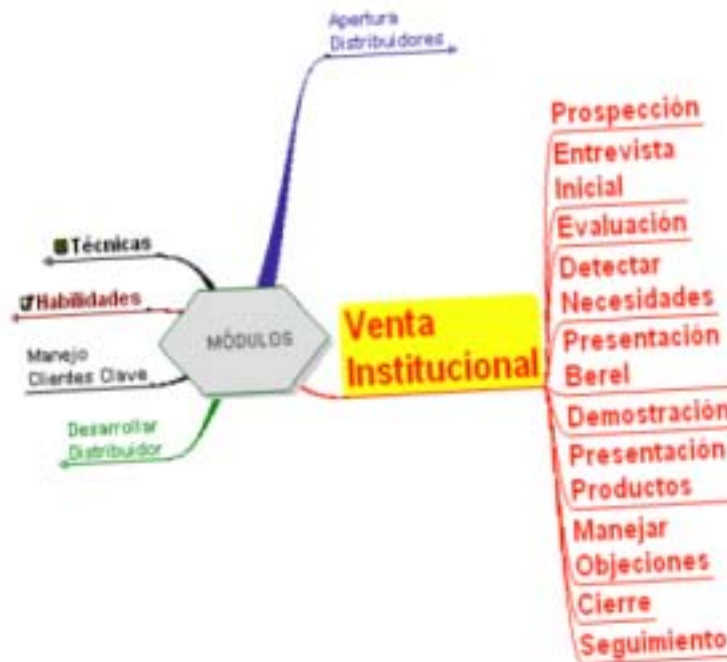 Apertura
Distribuidores
Técnicas
Habilidades
Manejo
Clientes Clave
Desarrollar
Distribuidor
MÓDULOS
Venta
Institucional
Prospección
Entrevista
Inicial
Evaluación
Detectar
Necesidades
Presentación
Berel
Demostración
Presentación
Productos
Manejar
Objeciones
Cierre
Seguimiento